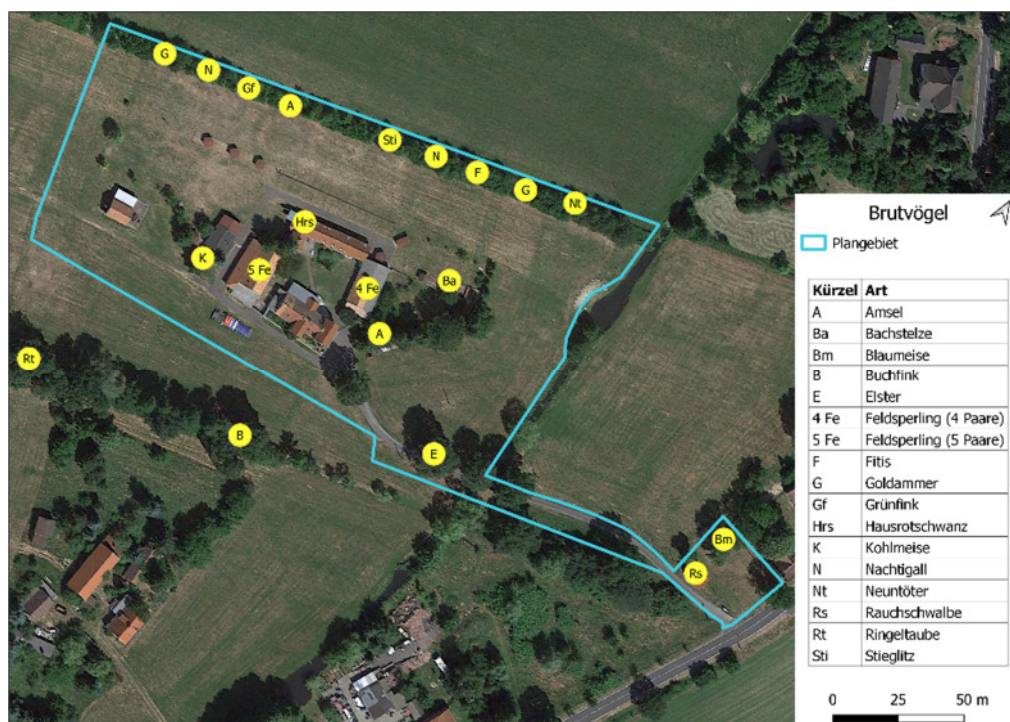 G
N
Gf
A
Sti
N
F
G
Nt
Hrs
K
5 Fe
4 Fe
Ba
A
Rt
B
E
Bm
Rs
Brutvögel
Plangebiet
Kürzel Art
A Amsel
Ba Bachstelze
Bm Blaumeise
B Buchfink
E Elster
4 Fe Feldsperling (4 Paare)
5 Fe Feldsperling (5 Paare)
F Fitis
G Goldammer
Gf Grünfink
Hrs Hausrotschwanz
K Kohlmeise
N Nachtigall
Nt Neuntöter
Rs Rauchschwalbe
Rt Ringeltaube
Sti Stieglitz
0 25 50 m